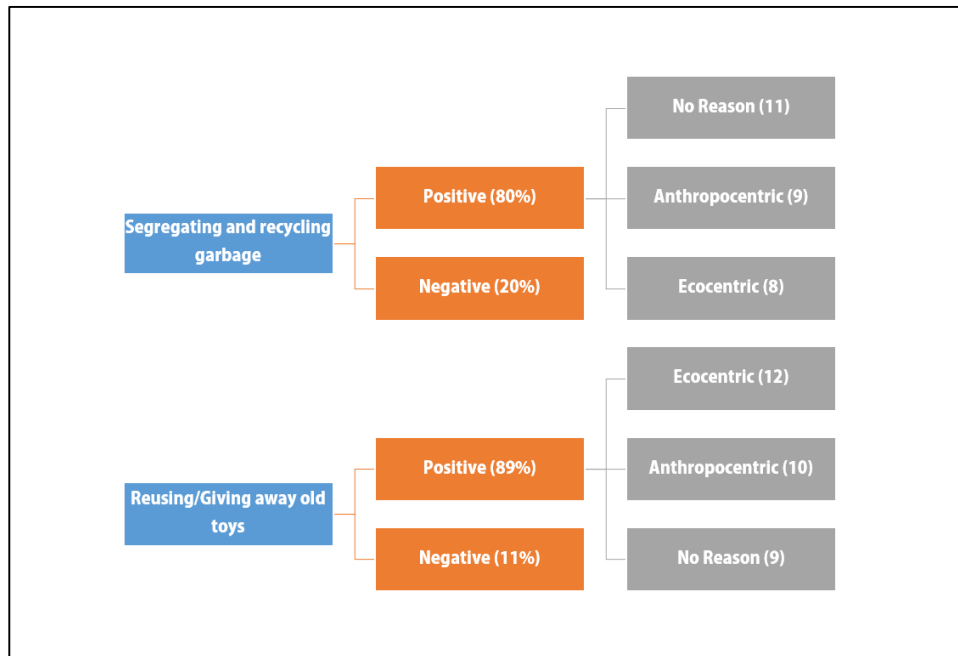 Segregating and recycling
garbage
Positive (80%)
Negative (20%)
No Reason (11)
Anthropocentric (9)
Ecocentric (8)
Reusing/Giving away old
toys
Positive (89%)
Negative (11%)
Ecocentric (12)
Anthropocentric (10)
No Reason (9)